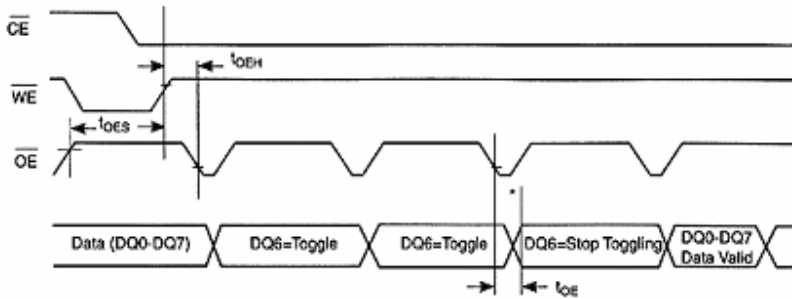 CE
tOEH
WE
tOES
OE
*
Data (DQ0-DQ7)
DQ6=Toggle
DQ6=Toggle
DQ6=Stop Toggling
DQ0-DQ7
Data Valid
tOE